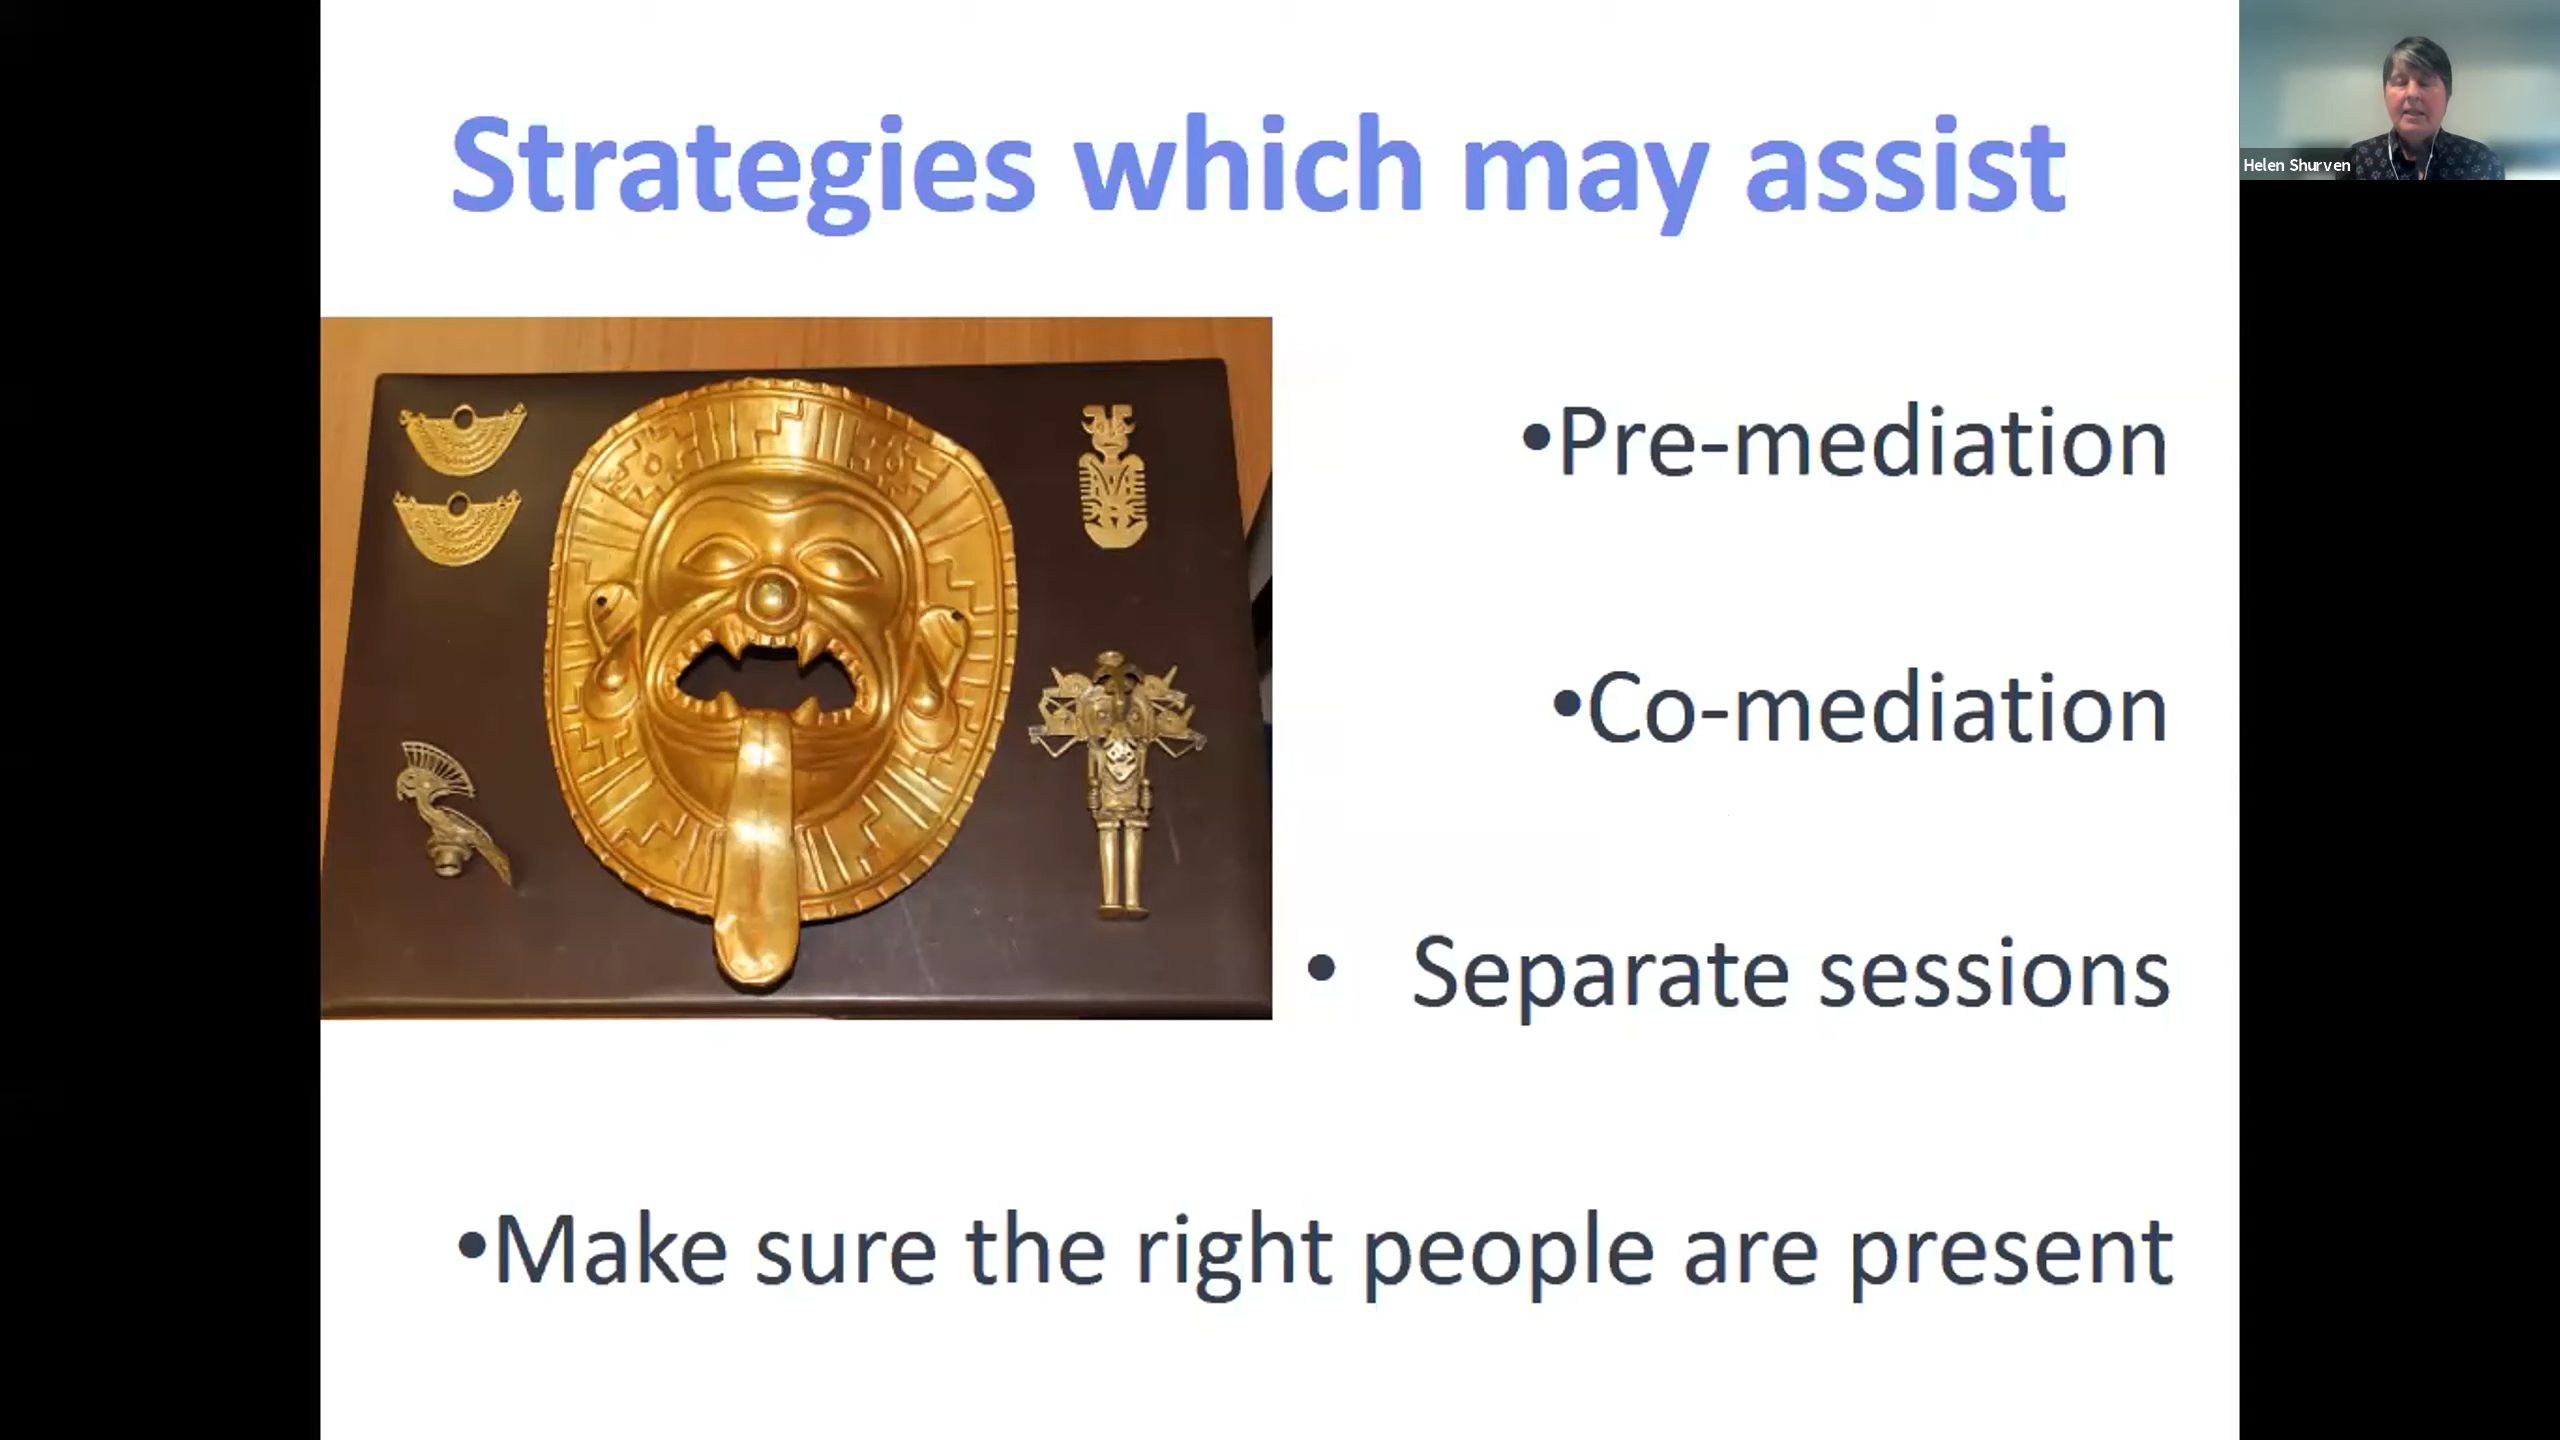 Strategies which may assist
Helen Shurven
•Pre-mediation
•Co-mediation
• Separate sessions
•Make sure the right people are present